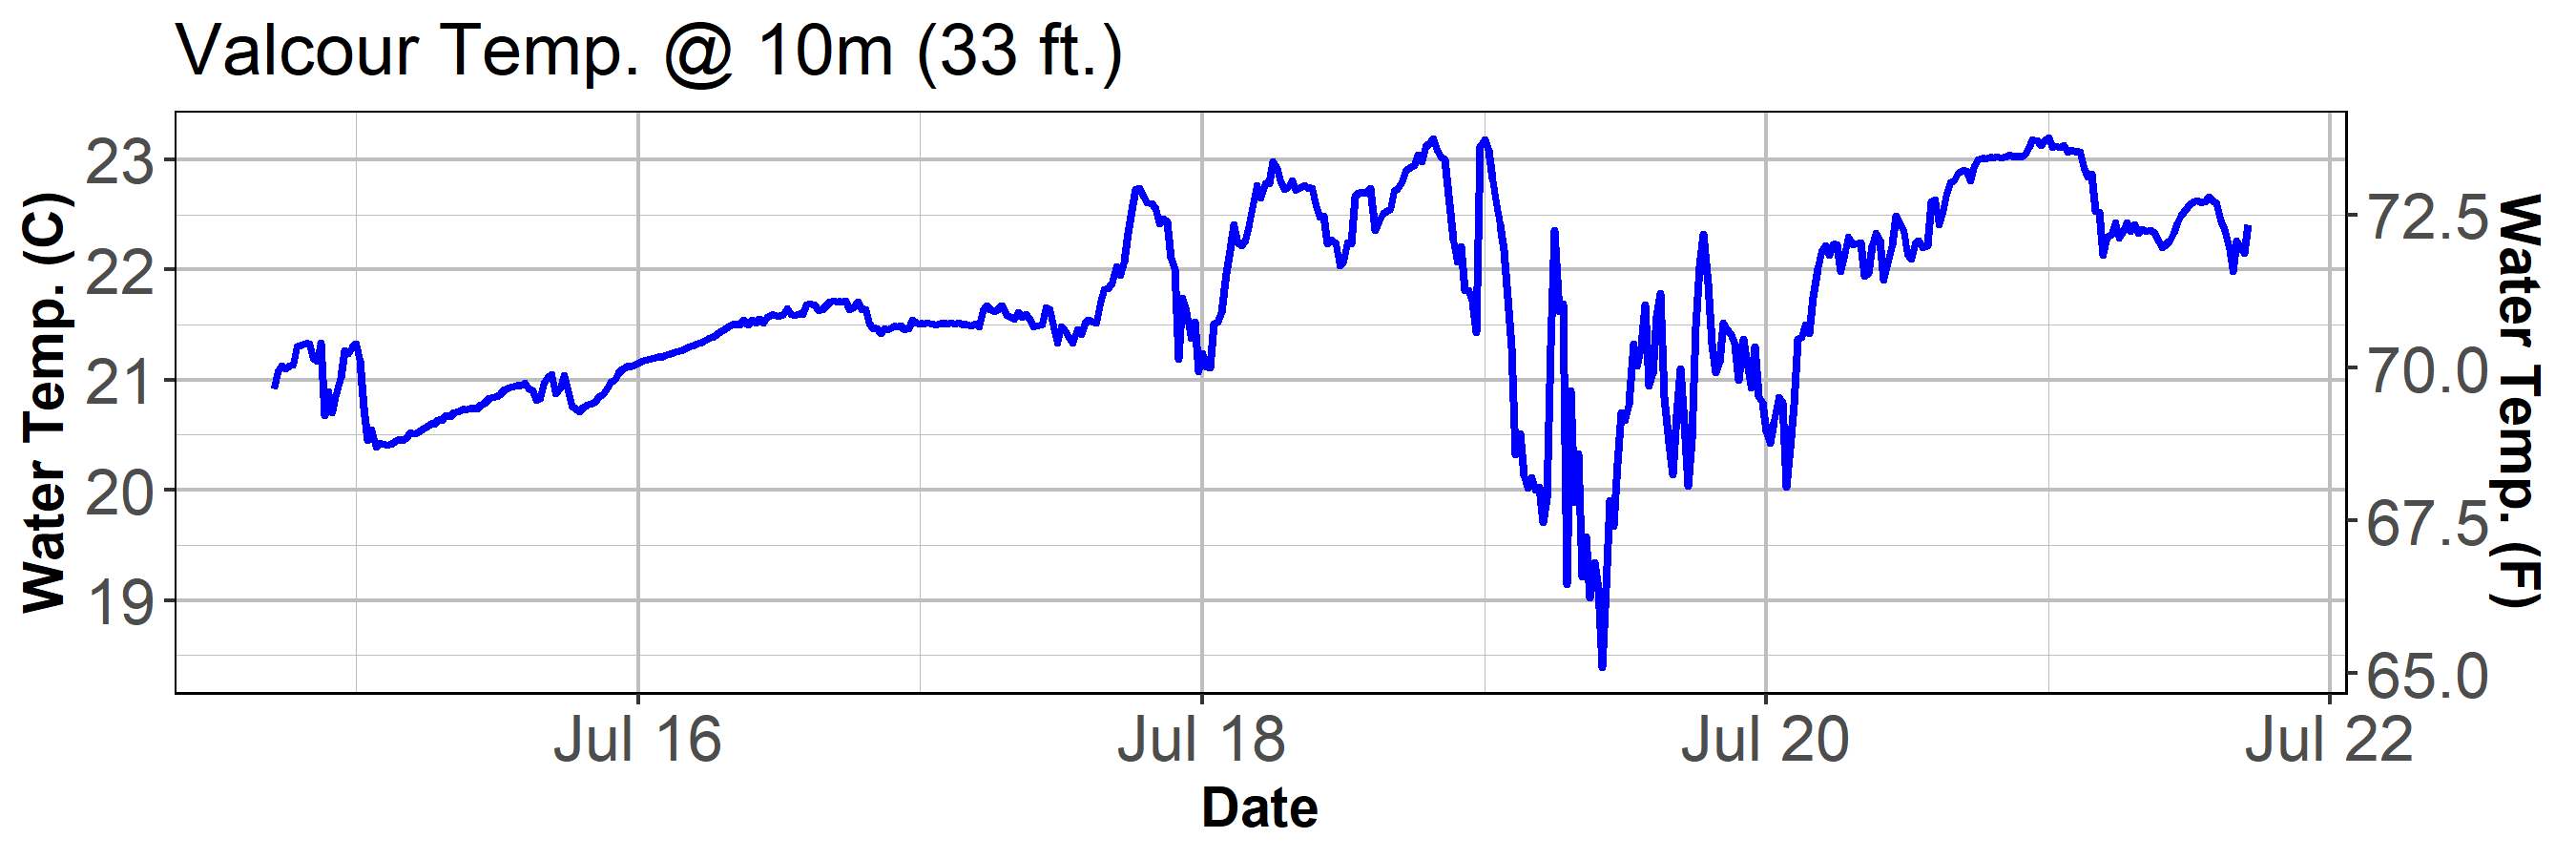 Valcour Temp. @ 10m (33 ft.)
Water Temp. (C)
23
22
21
20
19
72.5
70.0
67.5
65.0
Water Temp. (F)
Jul 16
Jul 18
Jul 20
Jul 22
Date